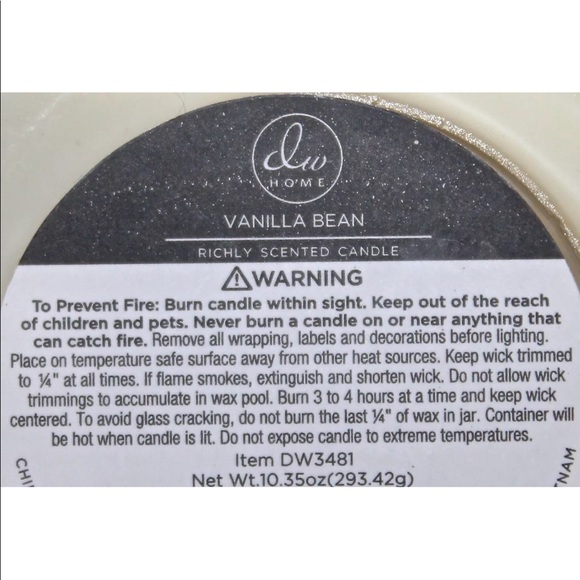 dw
HOME
VANILLA BEAN
RICHLY SCENTED CANDLE
⚠WARNING
To Prevent Fire: Burn candle within sight. Keep out of the reach
of children and pets. Never burn a candle on or near anything that
can catch fire. Remove all wrapping, labels and decorations before lighting.
Place on temperature safe surface away from other heat sources. Keep wick trimmed
to ¼" at all times. If flame smokes, extinguish and shorten wick. Do not allow wick
trimmings to accumulate in wax pool. Burn 3 to 4 hours at a time and keep wick
centered. To avoid glass cracking, do not burn the last ¼" of wax in jar. Container will
be hot when candle is lit. Do not expose candle to extreme temperatures.
Item DW3481
Net Wt.10.35oz(293.42g)